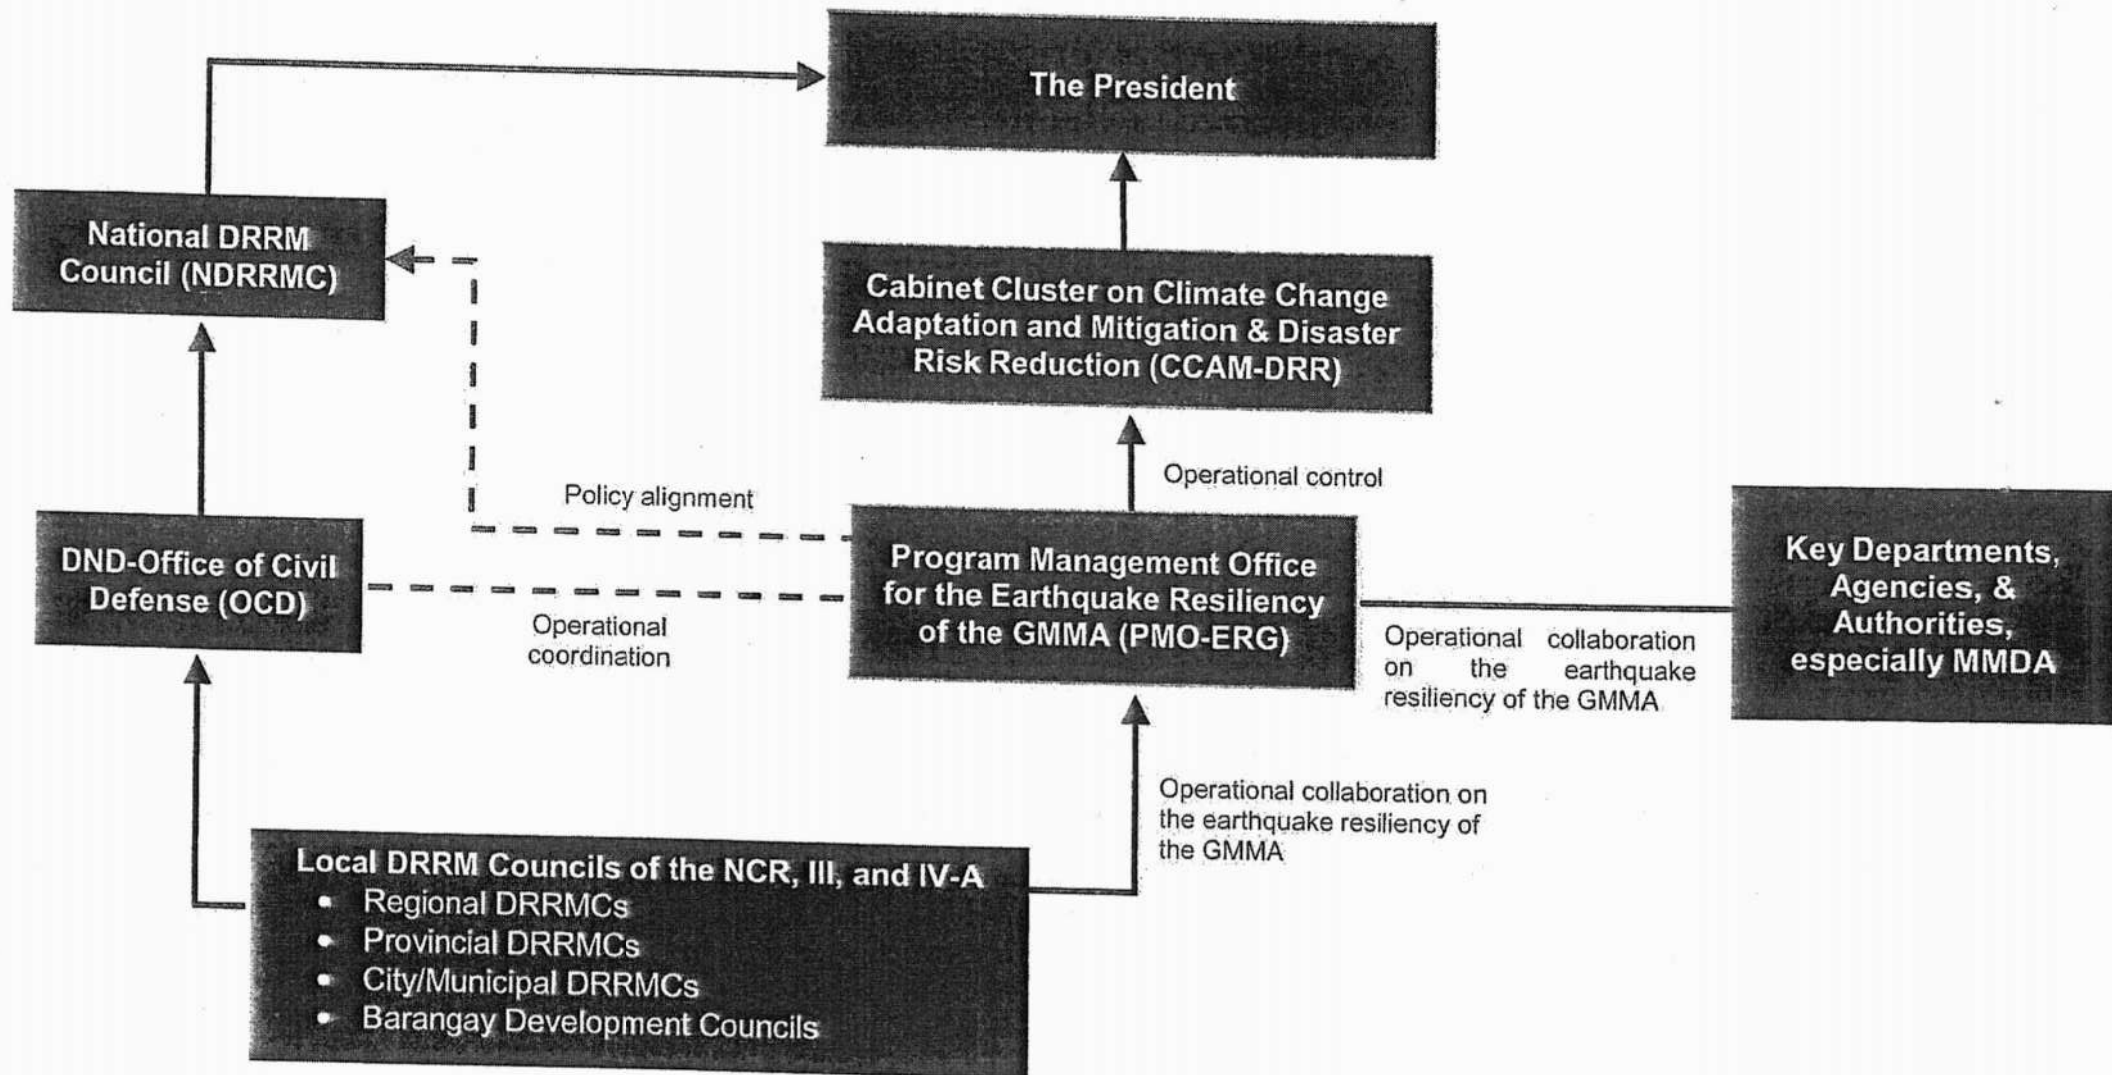 The President
National DRRM
Council (NDRRMC)
Cabinet Cluster on Climate Change
Adaptation and Mitigation & Disaster
Risk Reduction (CCAM-DRR)
Operational control
Policy alignment
DND-Office of Civil
Defense (OCD)
Program Management Office
for the Earthquake Resiliency
of the GMMA (PMO-ERG)
Key Departments,
Agencies, &
Authorities,
especially MMDA
Operational
coordination
Operational collaboration
on the earthquake
resiliency of the GMMA
Operational collaboration on
the earthquake resiliency of
the GMMA
Local DRRM Councils of the NCR, III, and IV-A
• Regional DRRMCs
• Provincial DRRMCs
• City/Municipal DRRMCs
• Barangay Development Councils